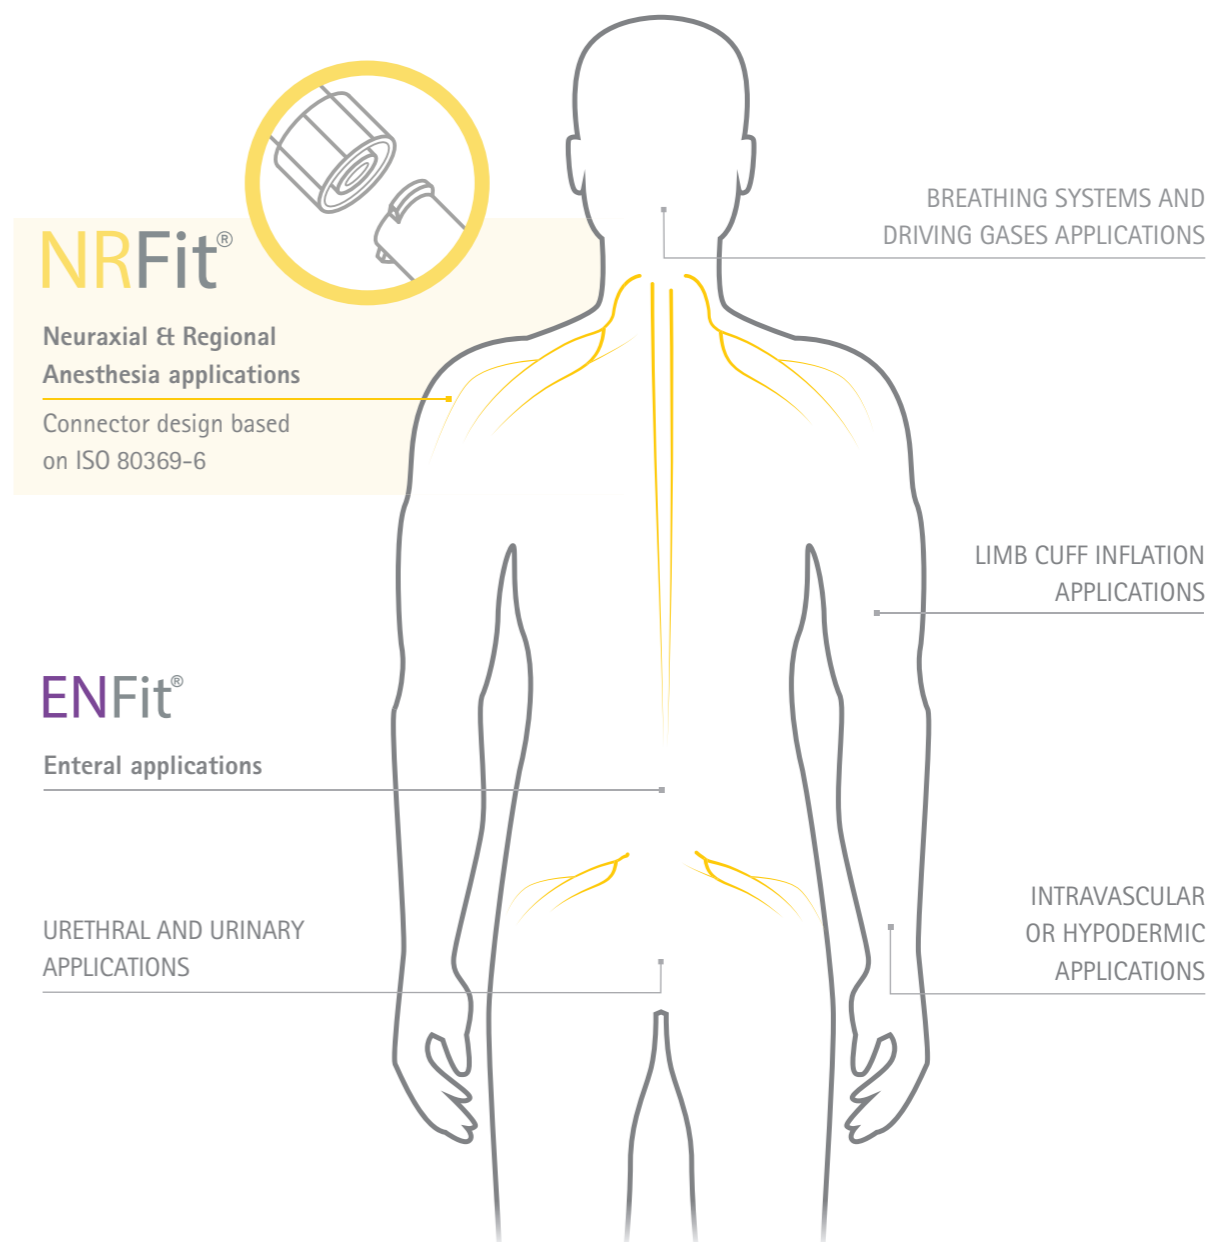 NRFit®
Neuraxial & Regional
Anesthesia applications
Connector design based
on ISO 80369-6
ENFit®
Enteral applications
URETHRAL AND URINARY
APPLICATIONS
BREATHING SYSTEMS AND
DRIVING GASES APPLICATIONS
LIMB CUFF INFLATION
APPLICATIONS
INTRAVASCULAR
OR HYPODERMIC
APPLICATIONS